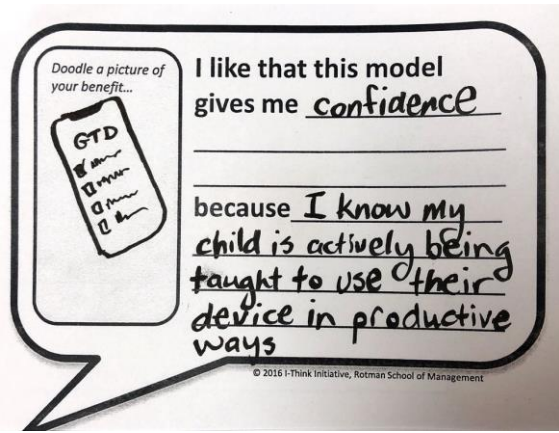 Doodle a picture of
your benefit...
GTD
I like that this model
gives me confidence
because I know my
child is actively being
taught to use their
device in productive
ways
© 2016 I-Think Initiative, Rotman School of Management